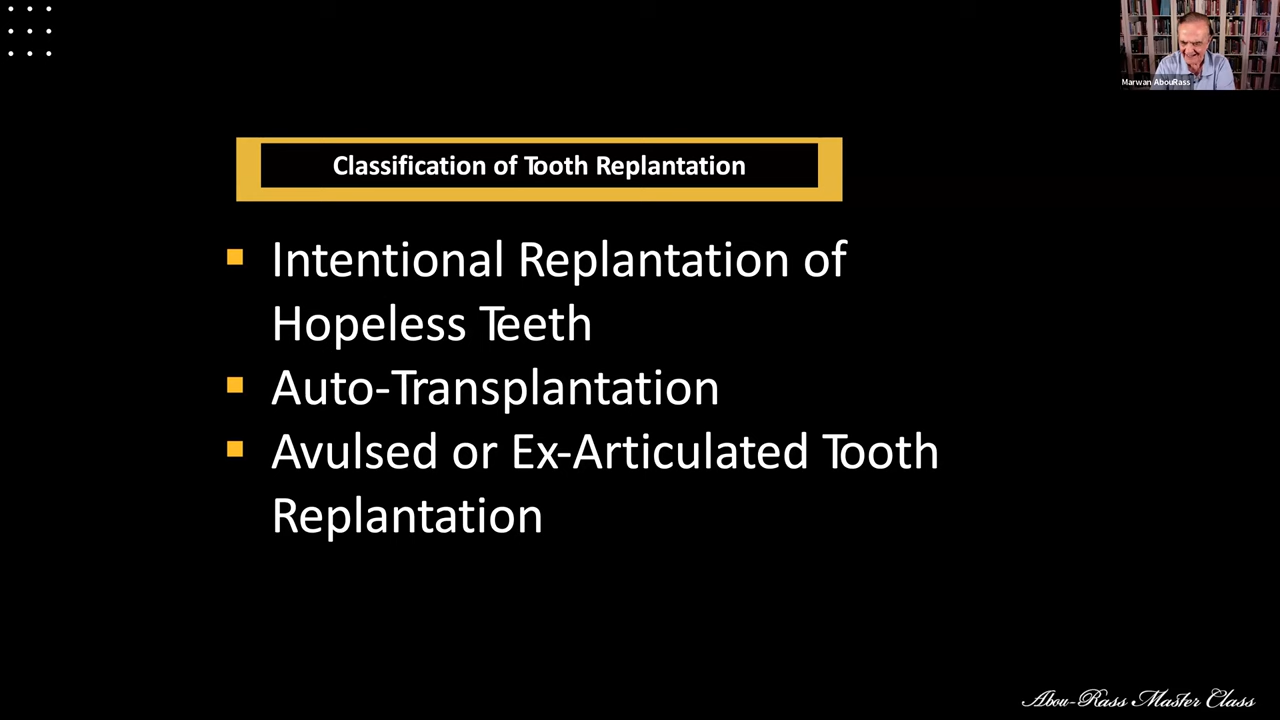 Marwan AbouRass
Classification of Tooth Replantation
Intentional Replantation of
Hopeless Teeth
Auto-Transplantation
Avulsed or Ex-Articulated Tooth
Replantation
Abou-Rass Master Class